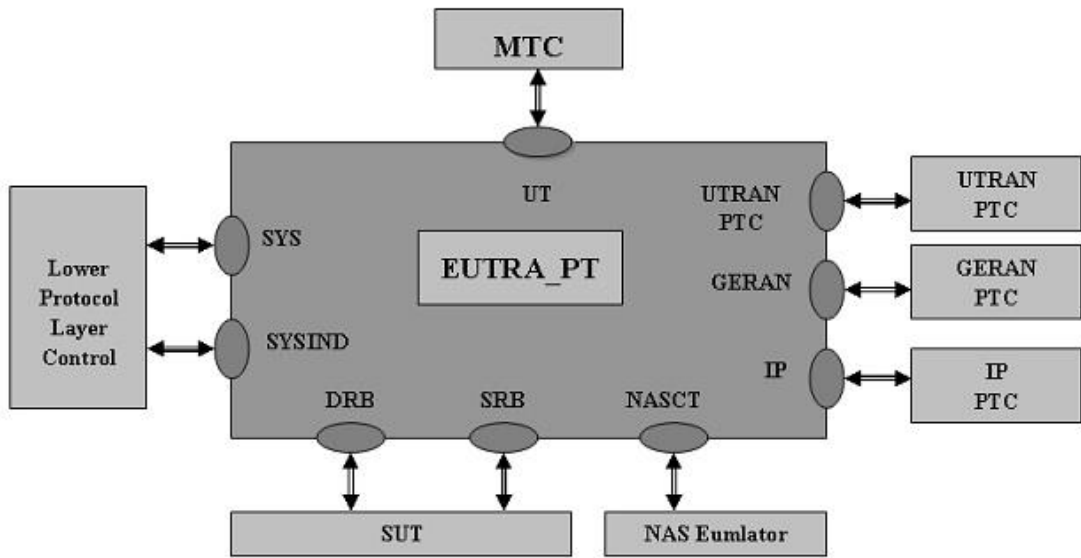 MTC
UT
UTRAN
PTC
UTRAN
PTC
SYS
EUTRA_PT
GERAN
GERAN
PTC
Lower
Protocol
Layer
Control
SYSIND
IP
IP
PTC
DRB
SRB
NASCT
SUT
NAS Eumlator